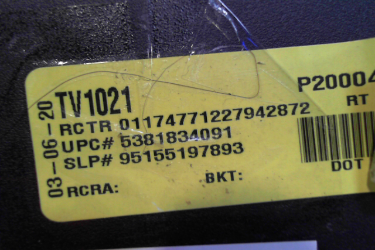 03-06-20
TV1021
P20004
RCTR 01174771227942872
RT
UPC# 5381834091
SLP# 95155197893
DOT
RCRA:
BKT: